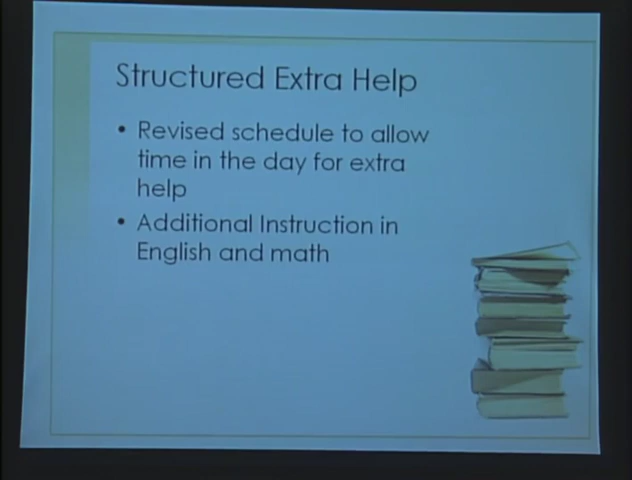 Structured Extra Help
• Revised schedule to allow
time in the day for extra
help
• Additional Instruction in
English and math